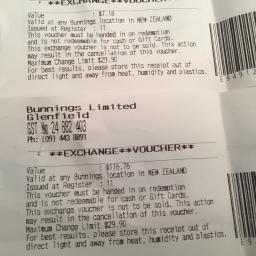 **EXCHANGE**VOUCHER**
Value : $7.18
Valid at any Bunnings location in NEW ZEALAND
Issued at Register : 11
This voucher must be handed in on redemption
and is not redeemable for cash or Gift Cards.
This exchange voucher is not to be sold. This action
may result in the cancellation of this voucher.
Maximum Change Limit $29.90
For best results, please store this receipt out of
direct light and away from heat, humidity and plastics.
Bunnings Limited
Glenfield
GST No 24 882 403
Ph: (09) 443 8891
**EXCHANGE**VOUCHER**
Value : $116.76
Valid at any Bunnings location in NEW ZEALAND
Issued at Register : 11
This voucher must be handed in on redemption
and is not redeemable for cash or Gift Cards.
This exchange voucher is not to be sold. This action
may result in the cancellation of this voucher.
Maximum Change Limit $29.90
For best results, please store this receipt out of
direct light and away from heat, humidity and plastics.